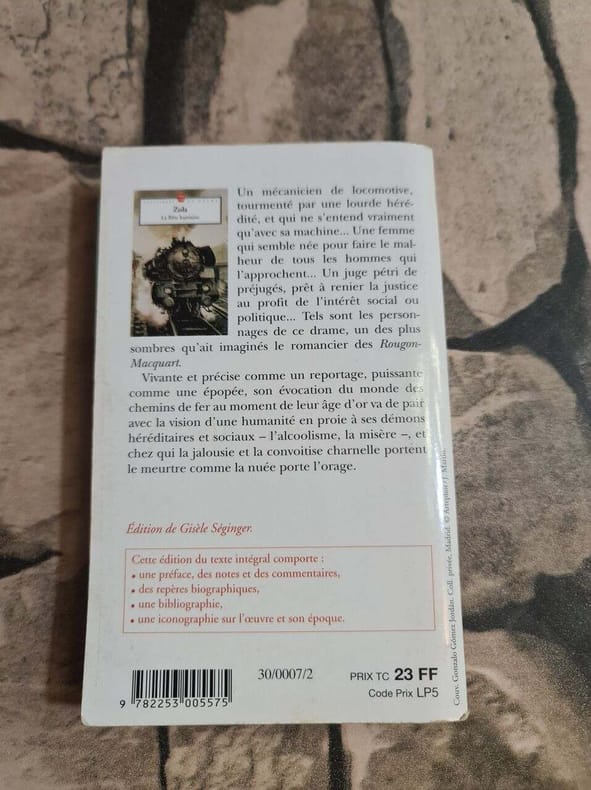 Zola
La Bête humaine
Un mécanicien de locomotive,
tourmenté par une lourde héré-
dité, et qui ne s'entend vraiment
qu'avec sa machine... Une femme
qui semble née pour faire le mal-
heur de tous les hommes qui
l'approchent... Un juge pétri de
préjugés, prêt à renier la justice
au profit de l'intérêt social ou
politique... Tels sont les person-
nages de ce drame, un des plus
sombres qu'ait imaginés le romancier des Rougon-
Macquart.
Vivante et précise comme un reportage, puissante
comme une épopée, son évocation du monde des
chemins de fer au moment de leur âge d'or va de pair
avec la vision d'une humanité en proie à ses démons
héréditaires et sociaux – l'alcoolisme, la misère –, et
chez qui la jalousie et la convoitise charnelle portent
le meurtre comme la nuée porte l'orage.
Édition de Gisèle Séginger.
Cette édition du texte intégral comporte :
• une préface, des notes et des commentaires,
• des repères biographiques,
• une bibliographie,
• une iconographie sur l'œuvre et son époque.
9 782253 005575
30/0007/2
PRIX TC 23 FF
Code Prix LP5
Couv. Gonzalo Gómez Jordán. Coll. privée, Madrid. © Artephot / J. Martin.